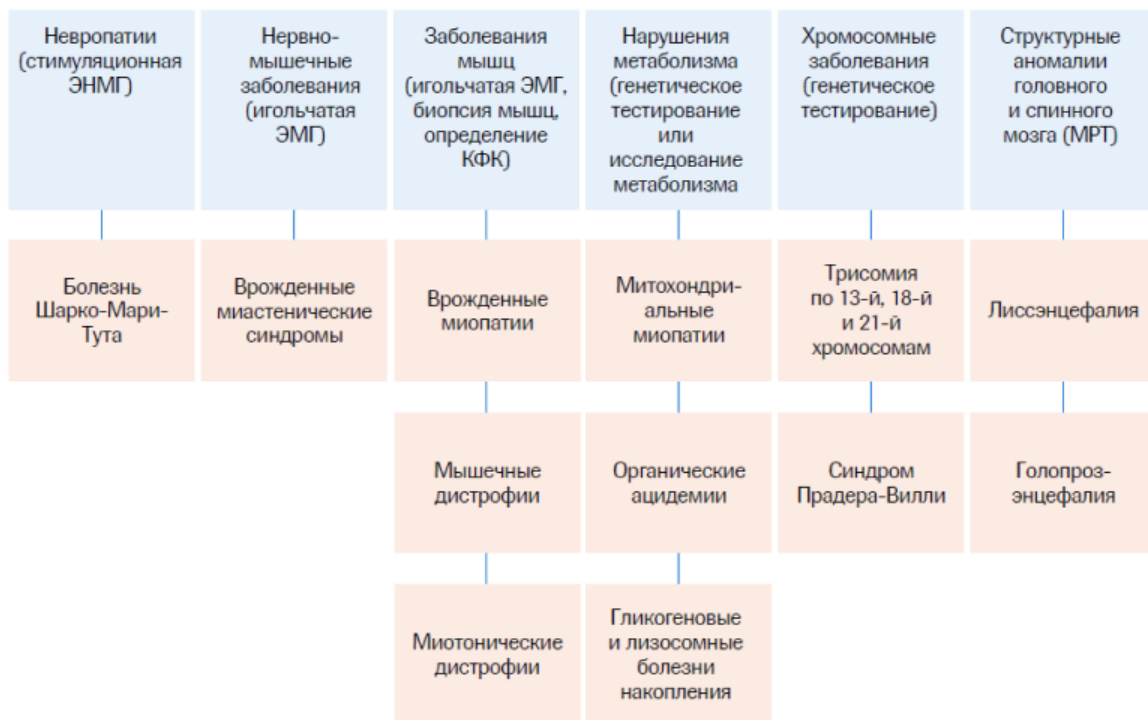 Невропатии
(стимуляционная
ЭНМГ)
Нервно-
мышечные
заболевания
(игольчатая
ЭМГ)
Заболевания
мышц
(игольчатая ЭМГ,
биопсия мышц,
определение
КФК)
Нарушения
метаболизма
(генетическое
тестирование
или
исследование
метаболизма
Хромосомные
заболевания
(генетическое
тестирование)
Структурные
аномалии
головного
и спинного
мозга (МРТ)
Болезнь
Шарко-Мари-
Тута
Врожденные
миастенические
синдромы
Врожденные
миопатии
Митохондри-
альные
миопатии
Трисомия
по 13-й, 18-й
и 21-й
хромосомам
Лиссэнцефалия
Мышечные
дистрофии
Органические
ацидемии
Синдром
Прадера-Вилли
Голопроз-
энцефалия
Миотонические
дистрофии
Гликогеновые
и лизосомные
болезни
накопления